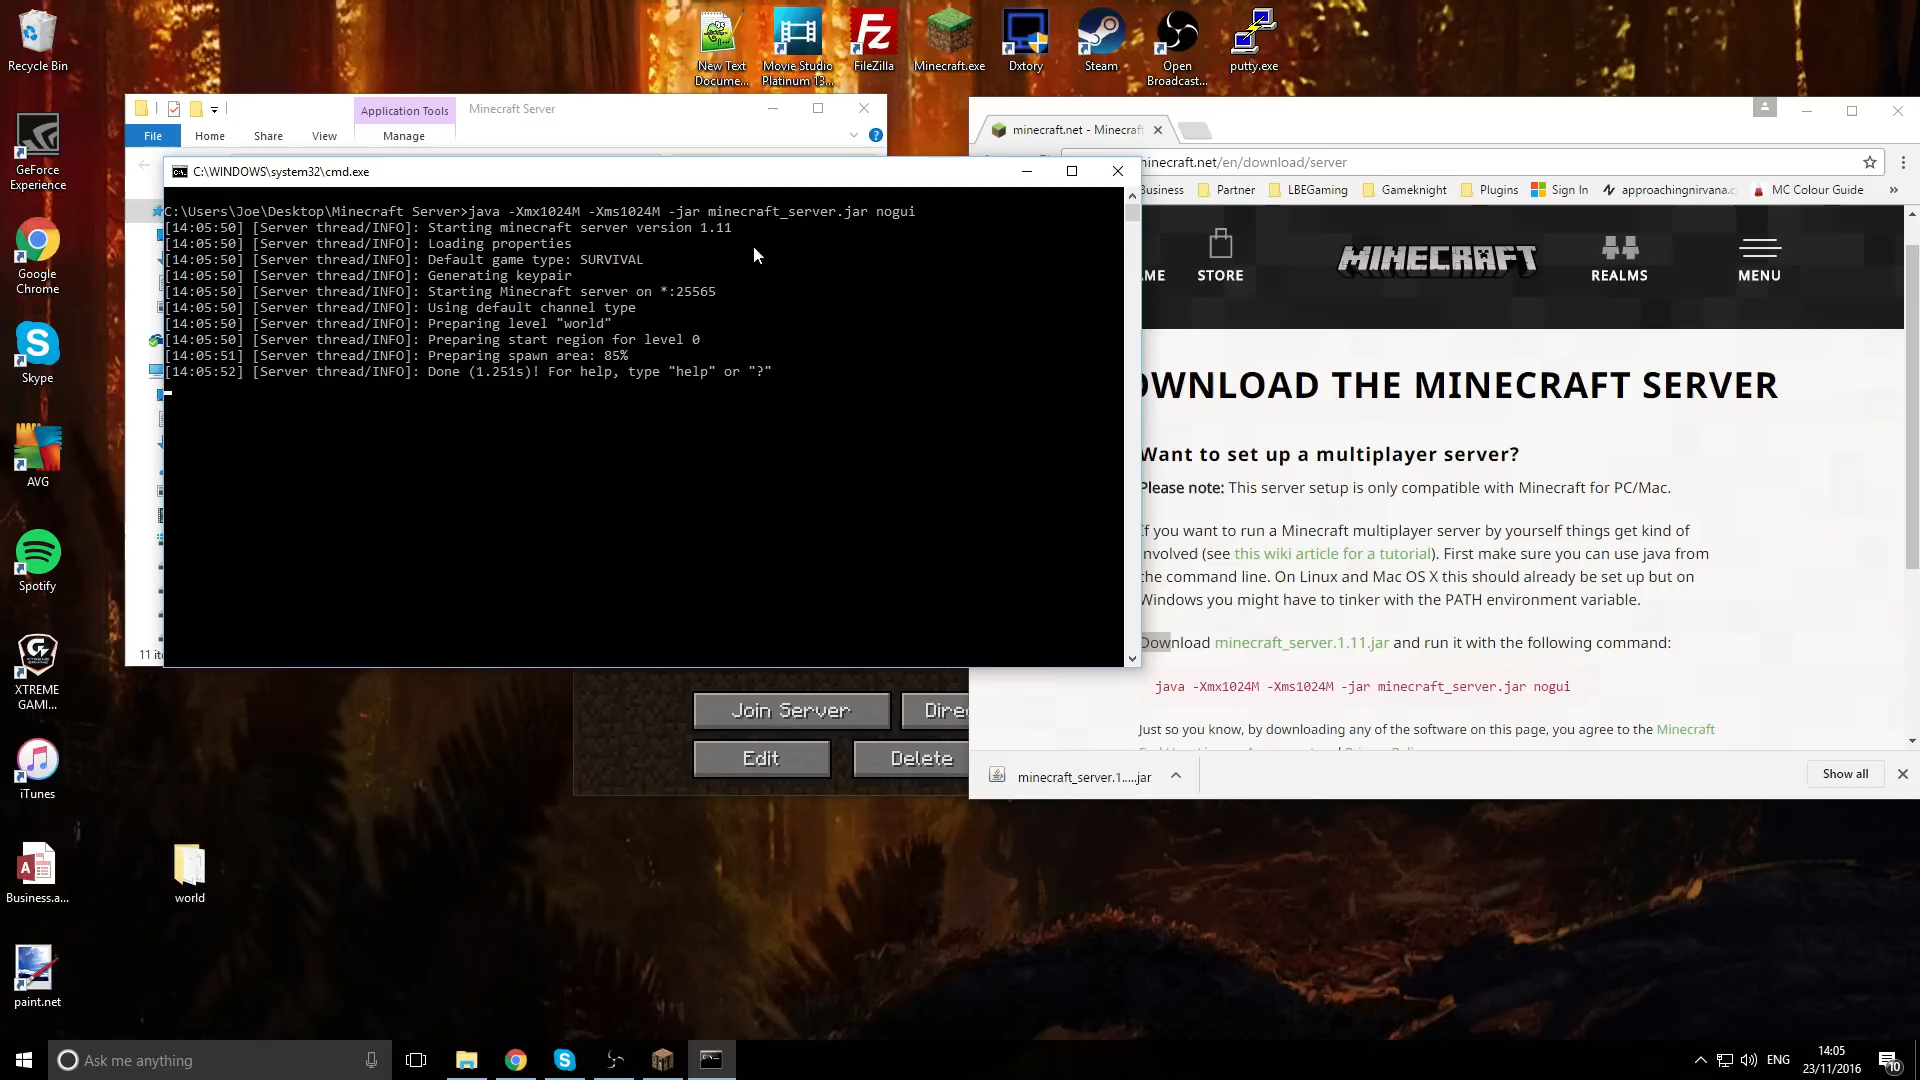 Recycle Bin
New Text
Docume...
Movie Studio
Platinum 13...
FileZilla
Minecraft.exe
Dxtory
Steam
Open
Broadcast...
putty.exe
GeForce
Experience
Google
Chrome
Skype
AVG
Spotify
XTREME
GAMI...
iTunes
Business.a...
world
paint.net
Application Tools
Minecraft Server
File
Home
Share
View
Manage
C:\WINDOWS\system32\cmd.exe
C:\Users\Joe\Desktop\Minecraft Server>java -Xmx1024M -Xms1024M -jar minecraft_server.jar nogui
[14:05:50] [Server thread/INFO]: Starting minecraft server version 1.11
[14:05:50] [Server thread/INFO]: Loading properties
[14:05:50] [Server thread/INFO]: Default game type: SURVIVAL
[14:05:50] [Server thread/INFO]: Generating keypair
[14:05:50] [Server thread/INFO]: Starting Minecraft server on *:25565
[14:05:50] [Server thread/INFO]: Using default channel type
[14:05:50] [Server thread/INFO]: Preparing level "world"
[14:05:50] [Server thread/INFO]: Preparing start region for level 0
[14:05:51] [Server thread/INFO]: Preparing spawn area: 85%
[14:05:52] [Server thread/INFO]: Done (1.251s)! For help, type "help" or "?"
11 ite
Join Server
Direc
Edit
Delete
minecraft.net - Minecraft
inecraft.net/en/download/server
Business
Partner
LBEGaming
Gameknight
Plugins
Sign In
approachingnirvana.c
MC Colour Guide
»
ME
STORE
MINECRAFT
REALMS
MENU
OWNLOAD THE MINECRAFT SERVER
Want to set up a multiplayer server?
Please note: This server setup is only compatible with Minecraft for PC/Mac.
If you want to run a Minecraft multiplayer server by yourself things get kind of
involved (see this wiki article for a tutorial). First make sure you can use java from
the command line. On Linux and Mac OS X this should already be set up but on
Windows you might have to tinker with the PATH environment variable.
Download minecraft_server.1.11.jar and run it with the following command:
java -Xmx1024M -Xms1024M -jar minecraft_server.jar nogui
Just so you know, by downloading any of the software on this page, you agree to the Minecraft
minecraft_server.1.....jar
Show all
Ask me anything
ENG
14:05
23/11/2016
10